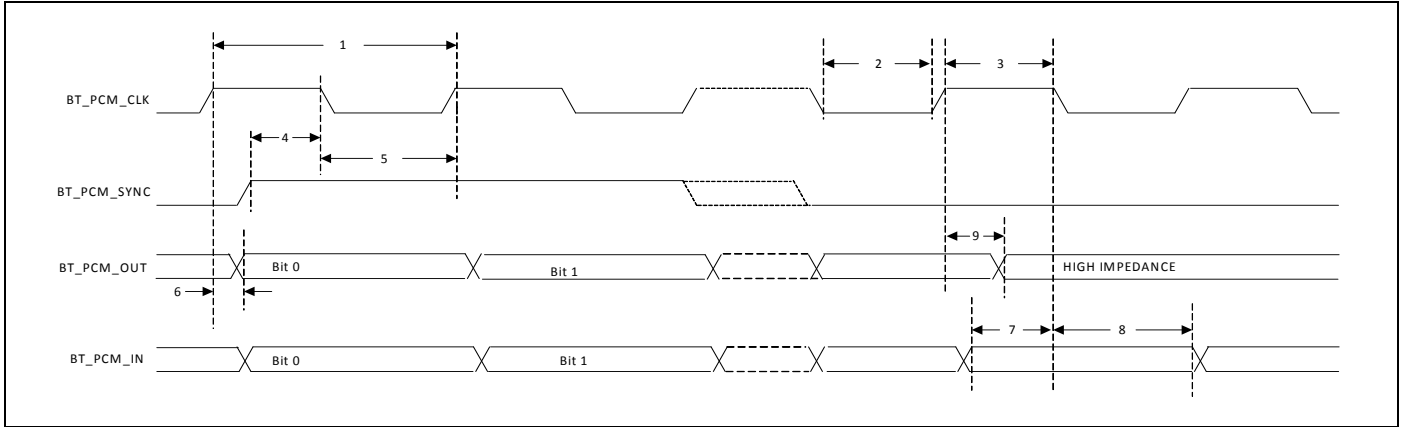 1
2
3
BT_PCM_CLK
4
5
BT_PCM_SYNC
9
BT_PCM_OUT
Bit 0
Bit 1
HIGH IMPEDANCE
6
7
8
BT_PCM_IN
Bit 0
Bit 1